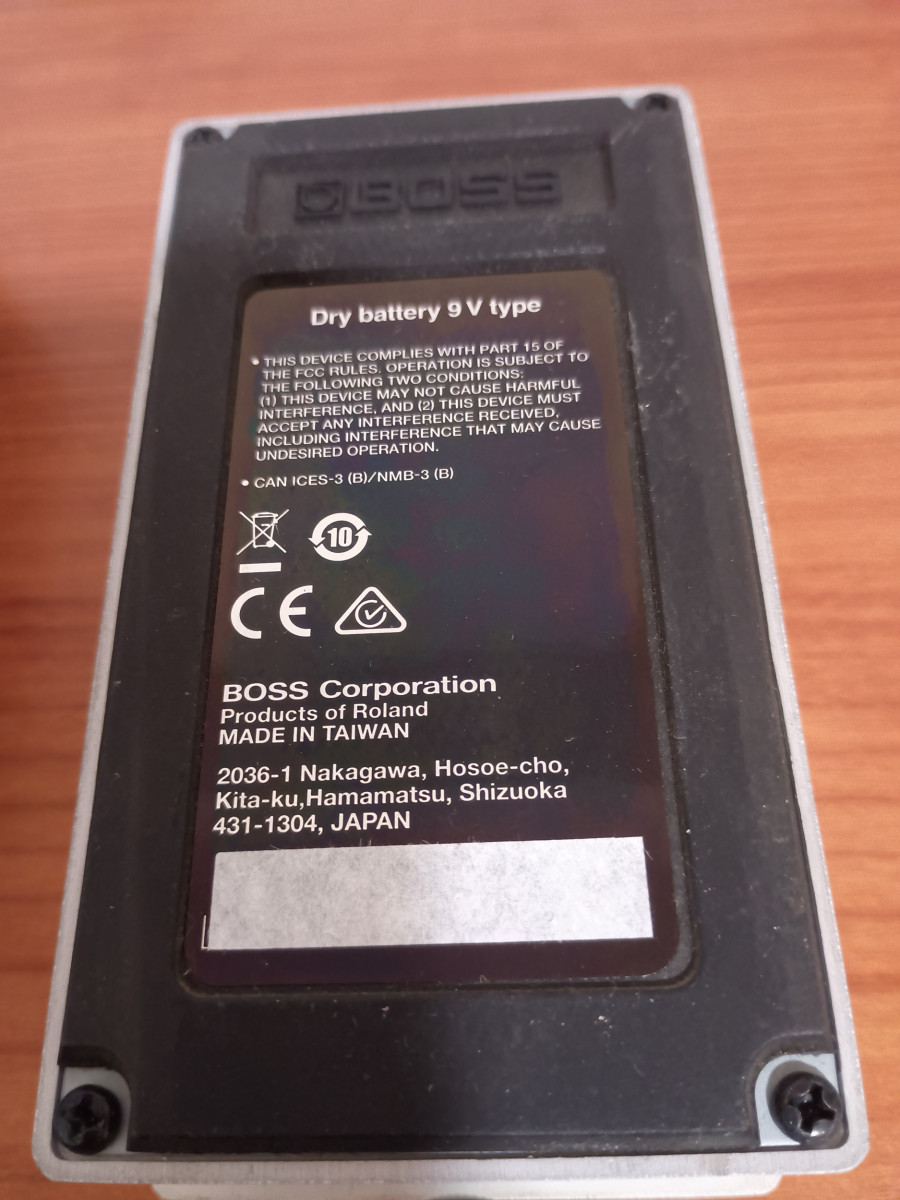 BOSS
Dry battery 9 V type
• THIS DEVICE COMPLIES WITH PART 15 OF
THE FCC RULES. OPERATION IS SUBJECT TO
THE FOLLOWING TWO CONDITIONS:
(1) THIS DEVICE MAY NOT CAUSE HARMFUL
INTERFERENCE, AND (2) THIS DEVICE MUST
ACCEPT ANY INTERFERENCE RECEIVED,
INCLUDING INTERFERENCE THAT MAY CAUSE
UNDESIRED OPERATION.
• CAN ICES-3 (B)/NMB-3 (B)
10
CE
BOSS Corporation
Products of Roland
MADE IN TAIWAN
2036-1 Nakagawa, Hosoe-cho,
Kita-ku,Hamamatsu, Shizuoka
431-1304, JAPAN